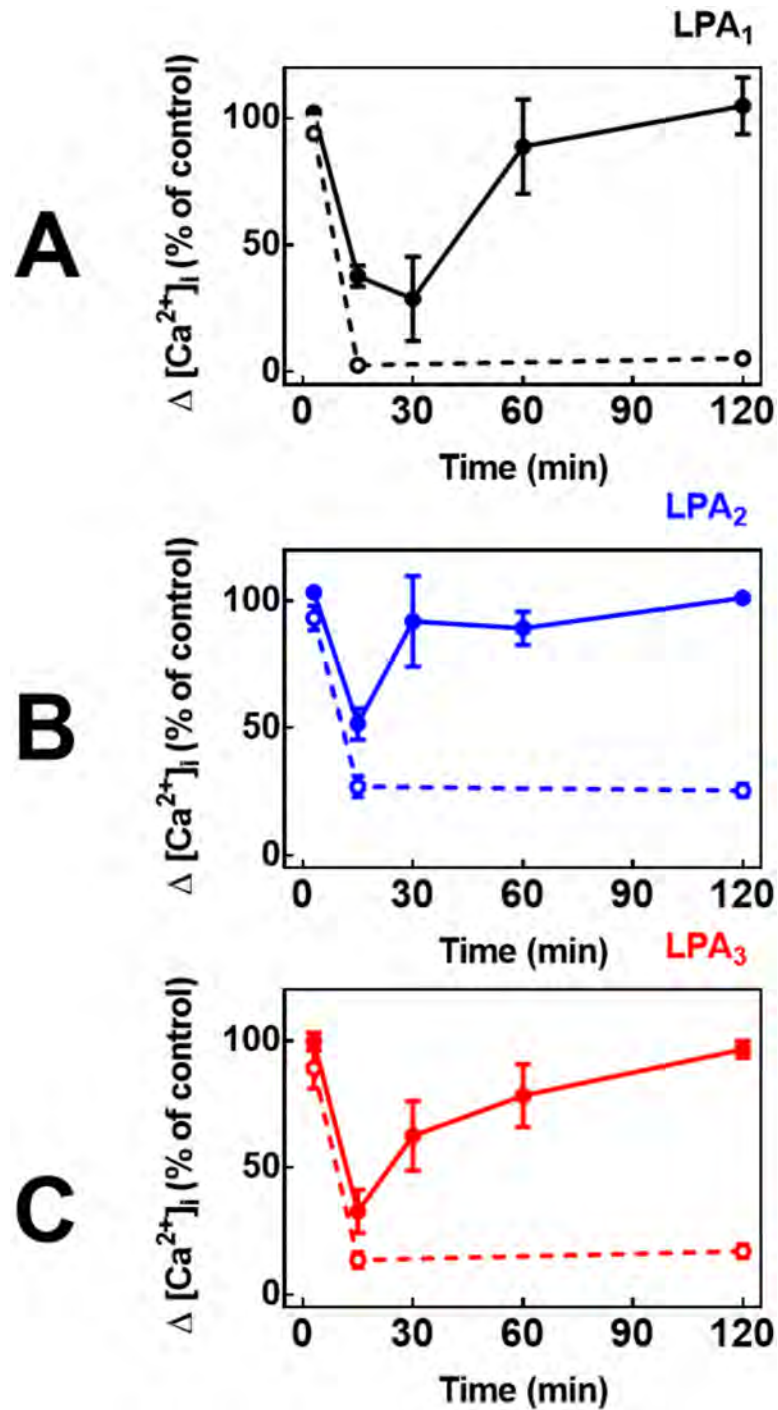 LPA₁
A
Δ [Ca²⁺]ᵢ (% of control)
100
50
0
0 30 60 90 120
Time (min)
LPA₂
B
Δ [Ca²⁺]ᵢ (% of control)
100
50
0
0 30 60 90 120
Time (min)
LPA₃
C
Δ [Ca²⁺]ᵢ (% of control)
100
50
0
0 30 60 90 120
Time (min)